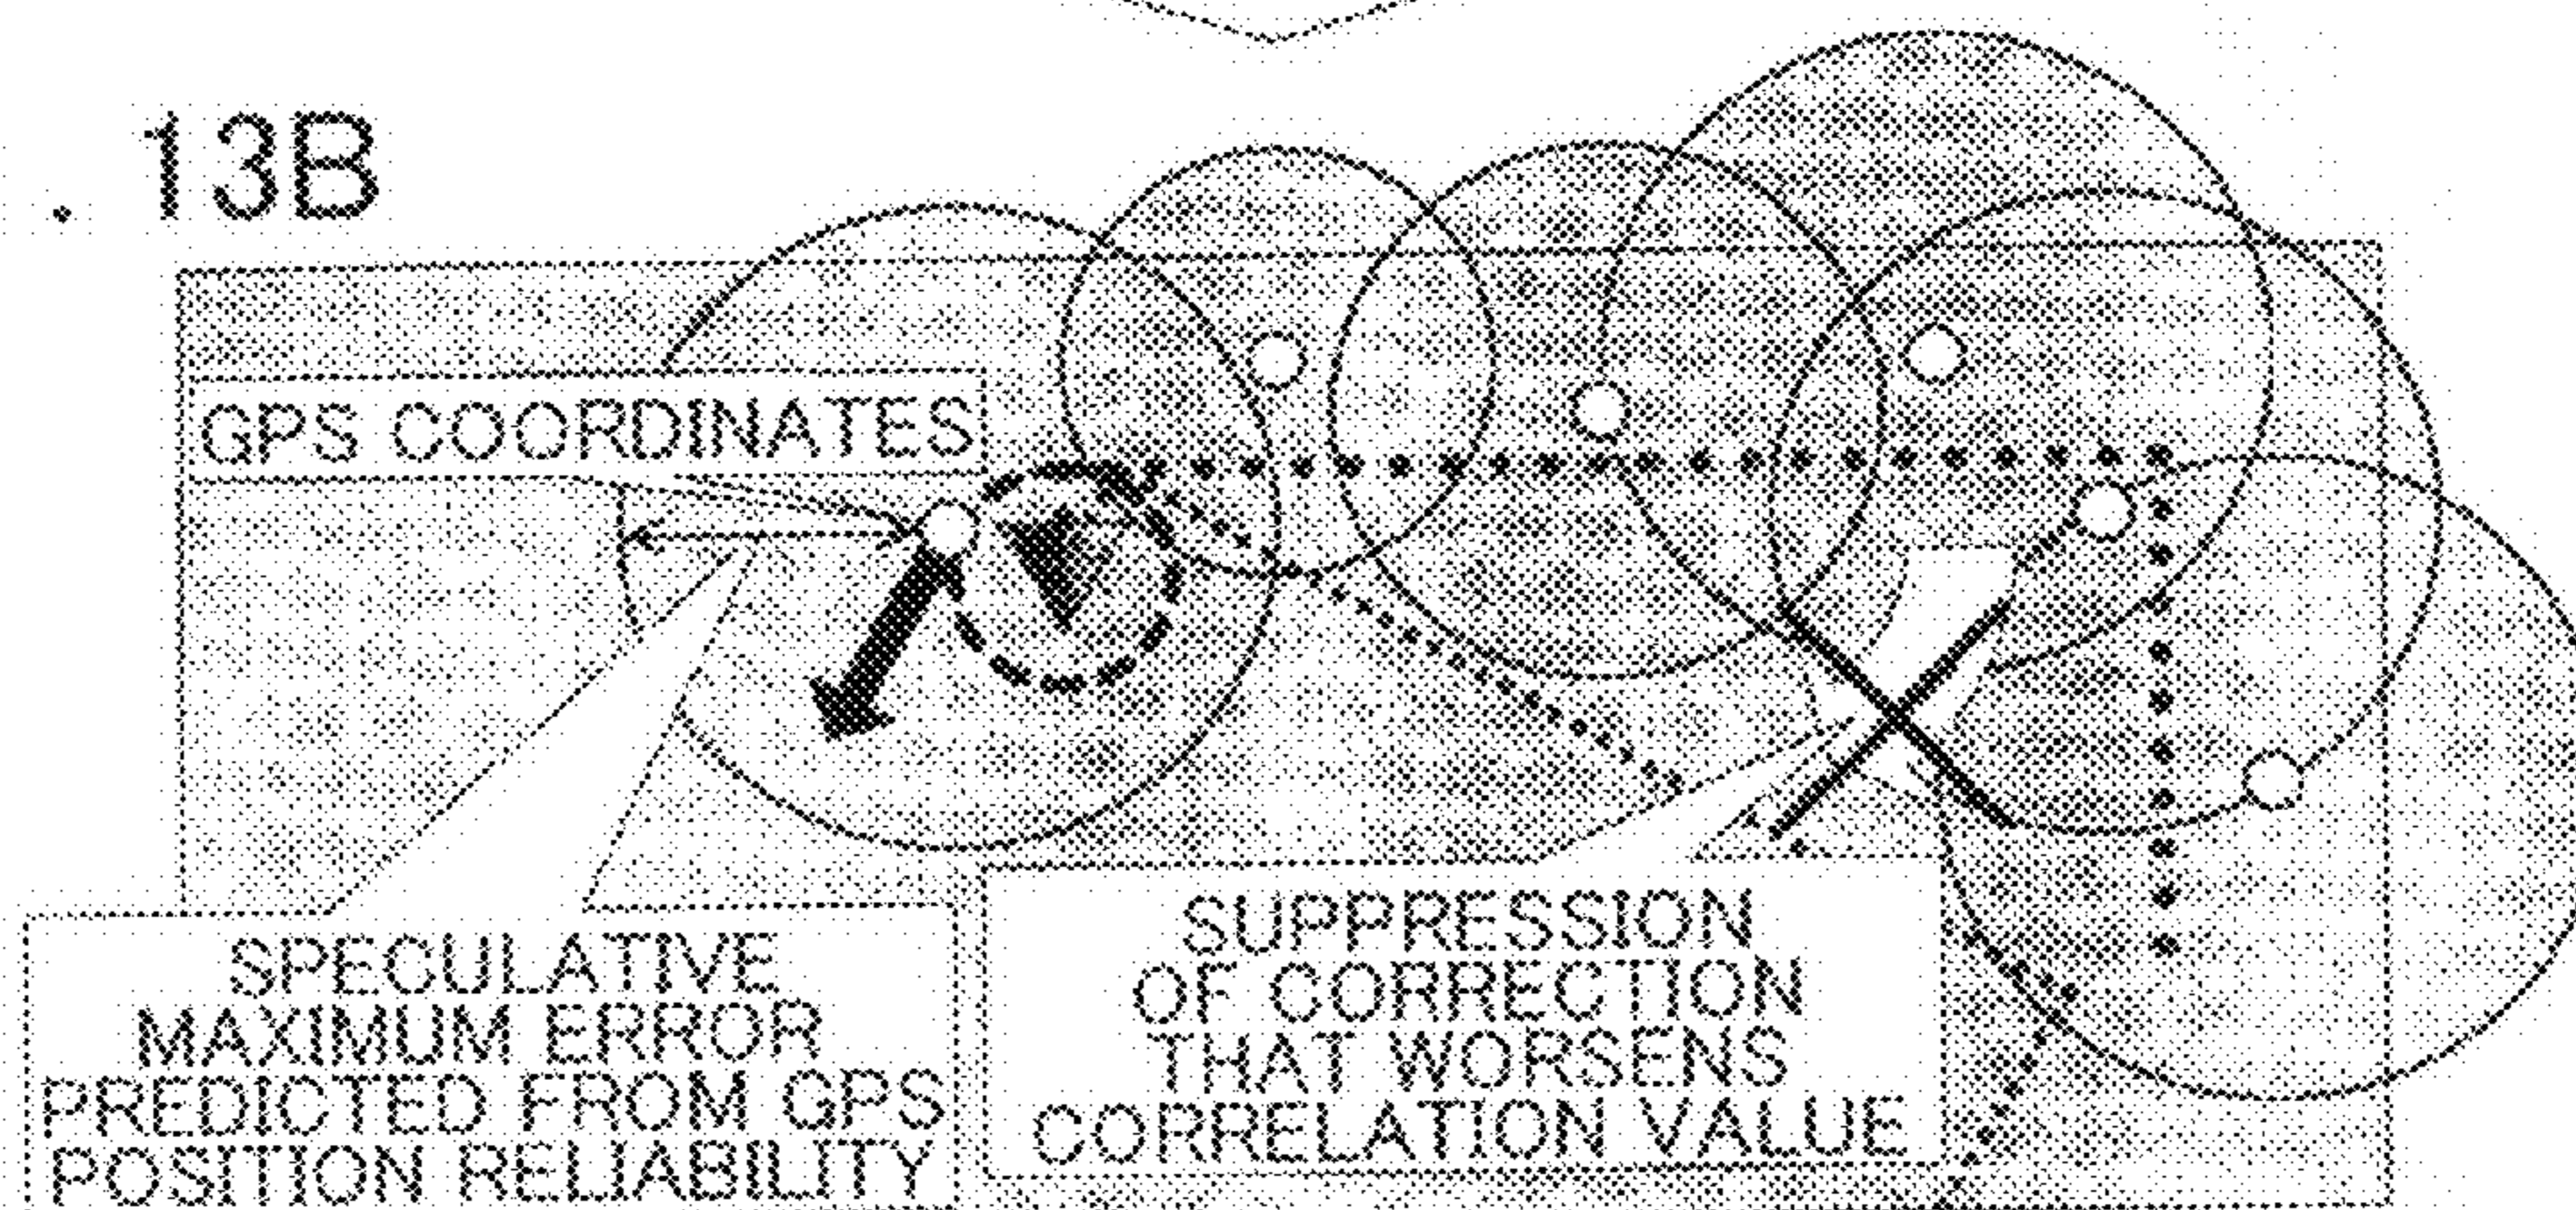 . 13B
GPS COORDINATES
SPECULATIVE
MAXIMUM ERROR
PREDICTED FROM GPS
POSITION RELIABILITY
SUPPRESSION
OF CORRECTION
THAT WORSENS
CORRELATION VALUE